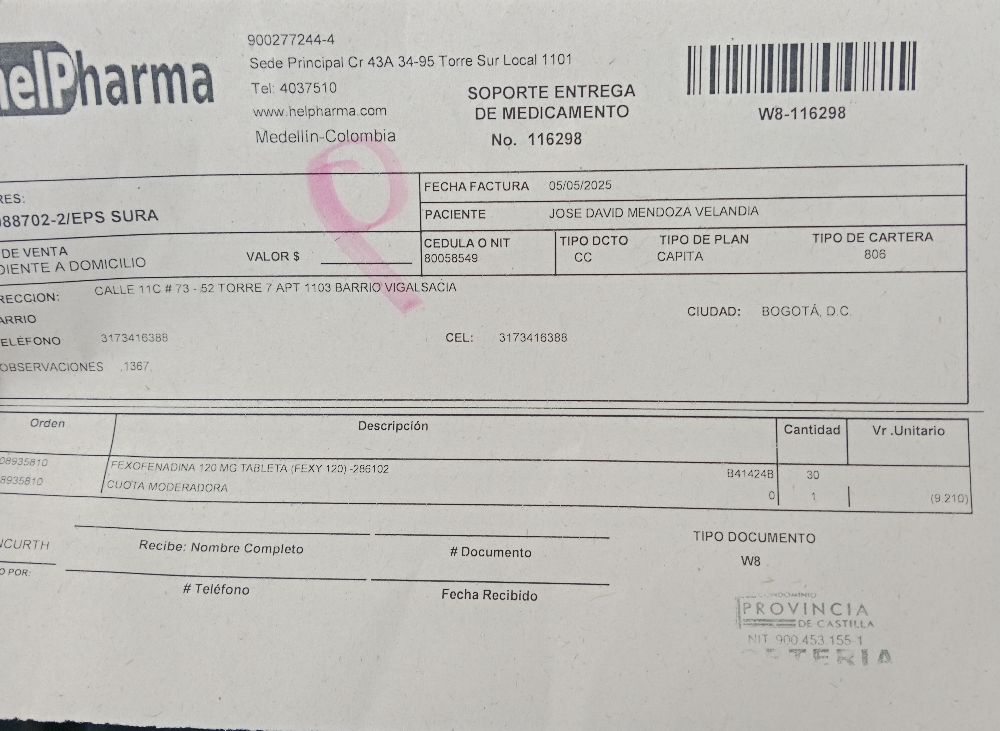 helPharma
900277244-4
Sede Principal Cr 43A 34-95 Torre Sur Local 1101
Tel: 4037510
www.helpharma.com
Medellin-Colombia
SOPORTE ENTREGA
DE MEDICAMENTO
No. 116298
W8-116298
RES:
088702-2/EPS SURA
FECHA FACTURA 05/05/2025
PACIENTE JOSE DAVID MENDOZA VELANDIA
DE VENTA
DIENTE A DOMICILIO VALOR $
CEDULA O NIT TIPO DCTO TIPO DE PLAN TIPO DE CARTERA
80058549 CC CAPITA 806
RECCION: CALLE 11C # 73 - 52 TORRE 7 APT 1103 BARRIO VIGALSACIA
ARRIO
CIUDAD: BOGOTÁ, D.C.
ELÉFONO 3173416388 CEL: 3173416388
OBSERVACIONES .1367.
Orden Descripción Cantidad Vr .Unitario
08935810 FEXOFENADINA 120 MG TABLETA (FEXY 120) -286102 B41424B 30
8935810 CUOTA MODERADORA 0 1 (9.210)
NCURTH
O POR:
Recibe: Nombre Completo # Documento
# Teléfono Fecha Recibido
TIPO DOCUMENTO
W8
CONDOMINIO
PROVINCIA
DE CASTILLA
NIT. 900.453.155-1